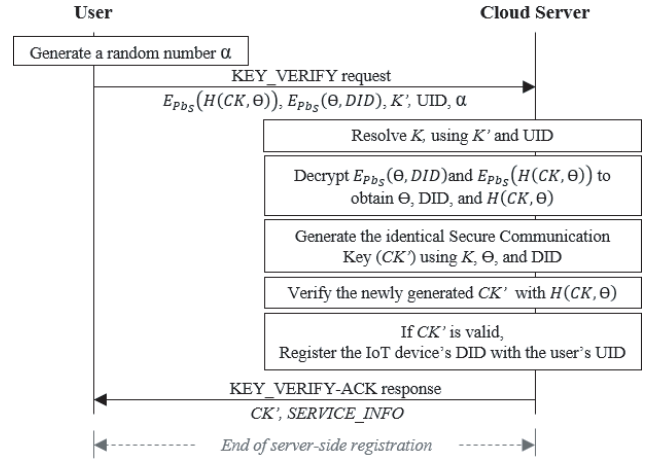 User
Cloud Server
Generate a random number α
KEY_VERIFY request
E_{Pb_S}(H(CK, Θ)), E_{Pb_S}(Θ, DID), K', UID, α
Resolve K, using K' and UID
Decrypt E_{Pb_S}(Θ, DID)and E_{Pb_S}(H(CK, Θ)) to
obtain Θ, DID, and H(CK, Θ)
Generate the identical Secure Communication
Key (CK') using K, Θ, and DID
Verify the newly generated CK' with H(CK, Θ)
If CK' is valid,
Register the IoT device's DID with the user's UID
KEY_VERIFY-ACK response
CK', SERVICE_INFO
End of server-side registration